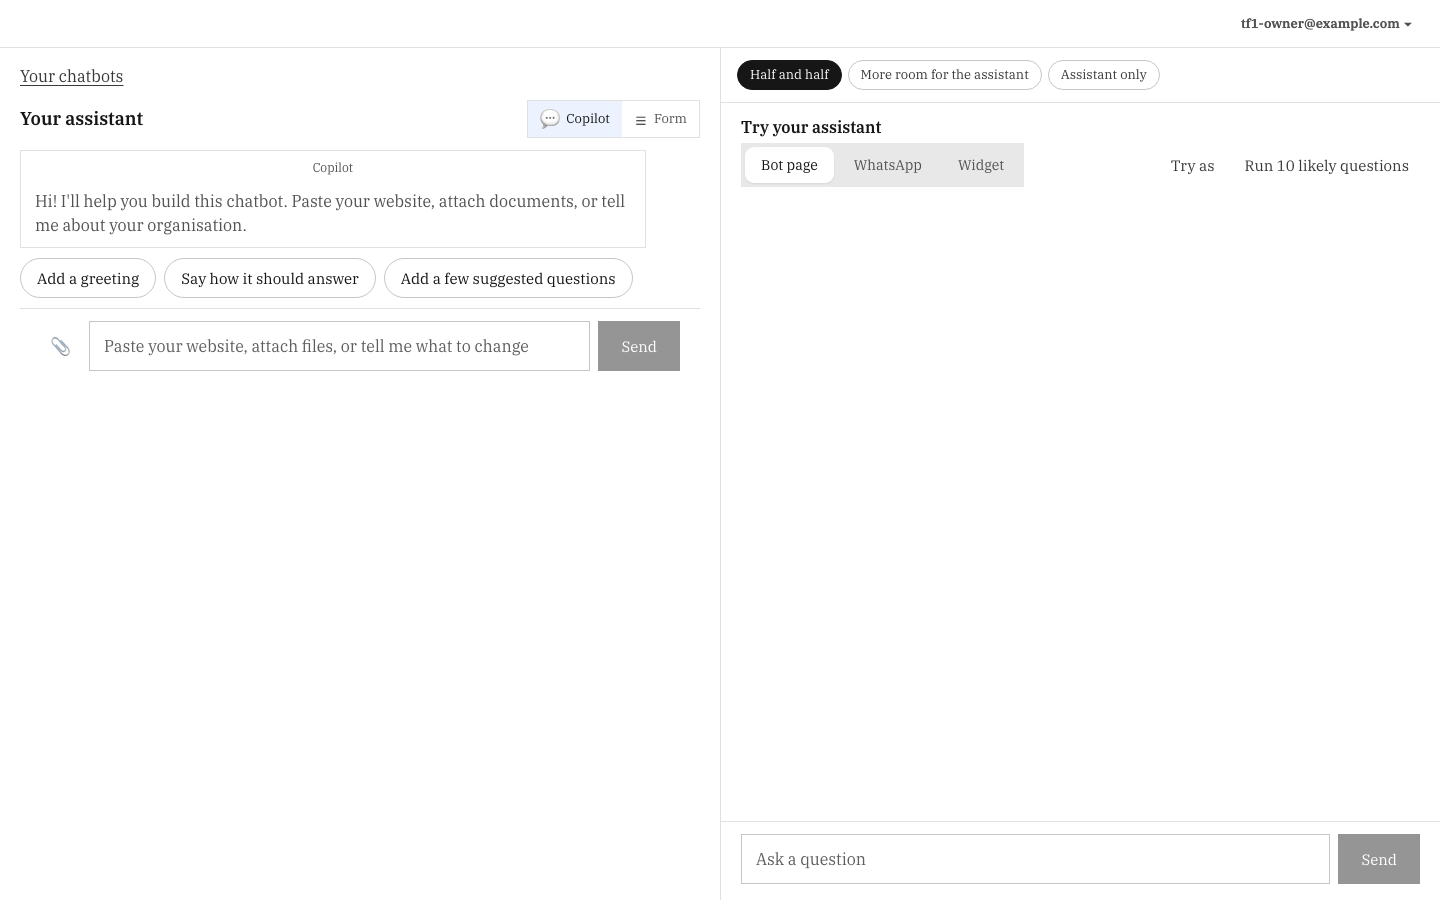 tf1-owner@example.com
Your chatbots
Your assistant
Copilot
Form
Copilot
Hi! I'll help you build this chatbot. Paste your website, attach documents, or tell
me about your organisation.
Add a greeting
Say how it should answer
Add a few suggested questions
Paste your website, attach files, or tell me what to change
Send
Half and half
More room for the assistant
Assistant only
Try your assistant
Bot page
WhatsApp
Widget
Try as
Run 10 likely questions
Ask a question
Send